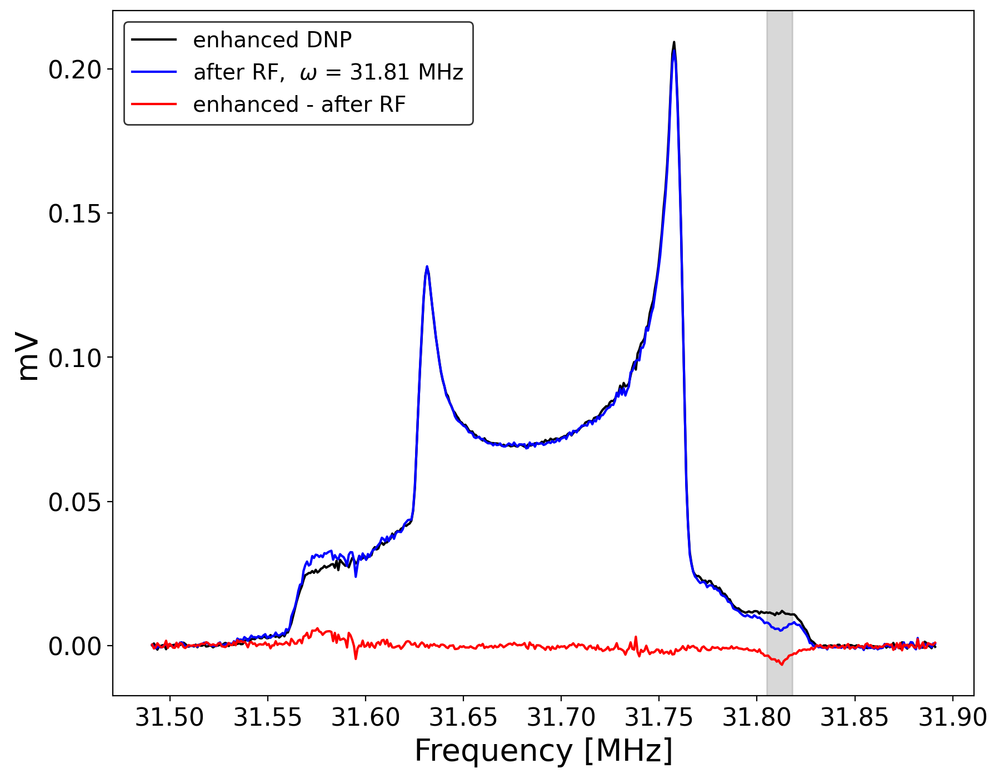 enhanced DNP
after RF, ω = 31.81 MHz
enhanced - after RF
0.20
0.15
0.10
0.05
0.00
mV
31.50 31.55 31.60 31.65 31.70 31.75 31.80 31.85 31.90
Frequency [MHz]